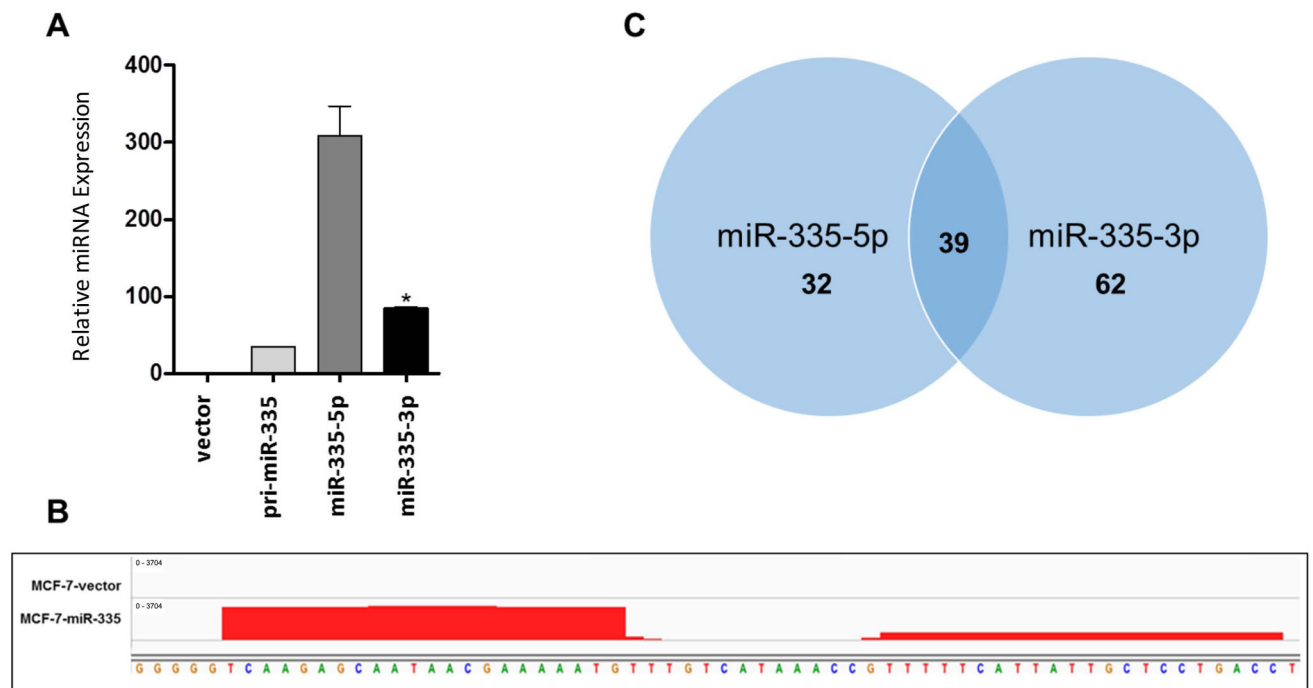 A
400
300
200
100
0
Relative miRNA Expression
*
vector
pri-miR-335
miR-335-5p
miR-335-3p
C
miR-335-5p
32
39
miR-335-3p
62
B
0 - 3704
MCF-7-vector
0 - 3704
MCF-7-miR-335
G G G G G T C A A G A G C A A T A A C G A A A A A T G T T T G T C A T A A A C C G T T T T T C A T T A T T G C T C C T G A C C T